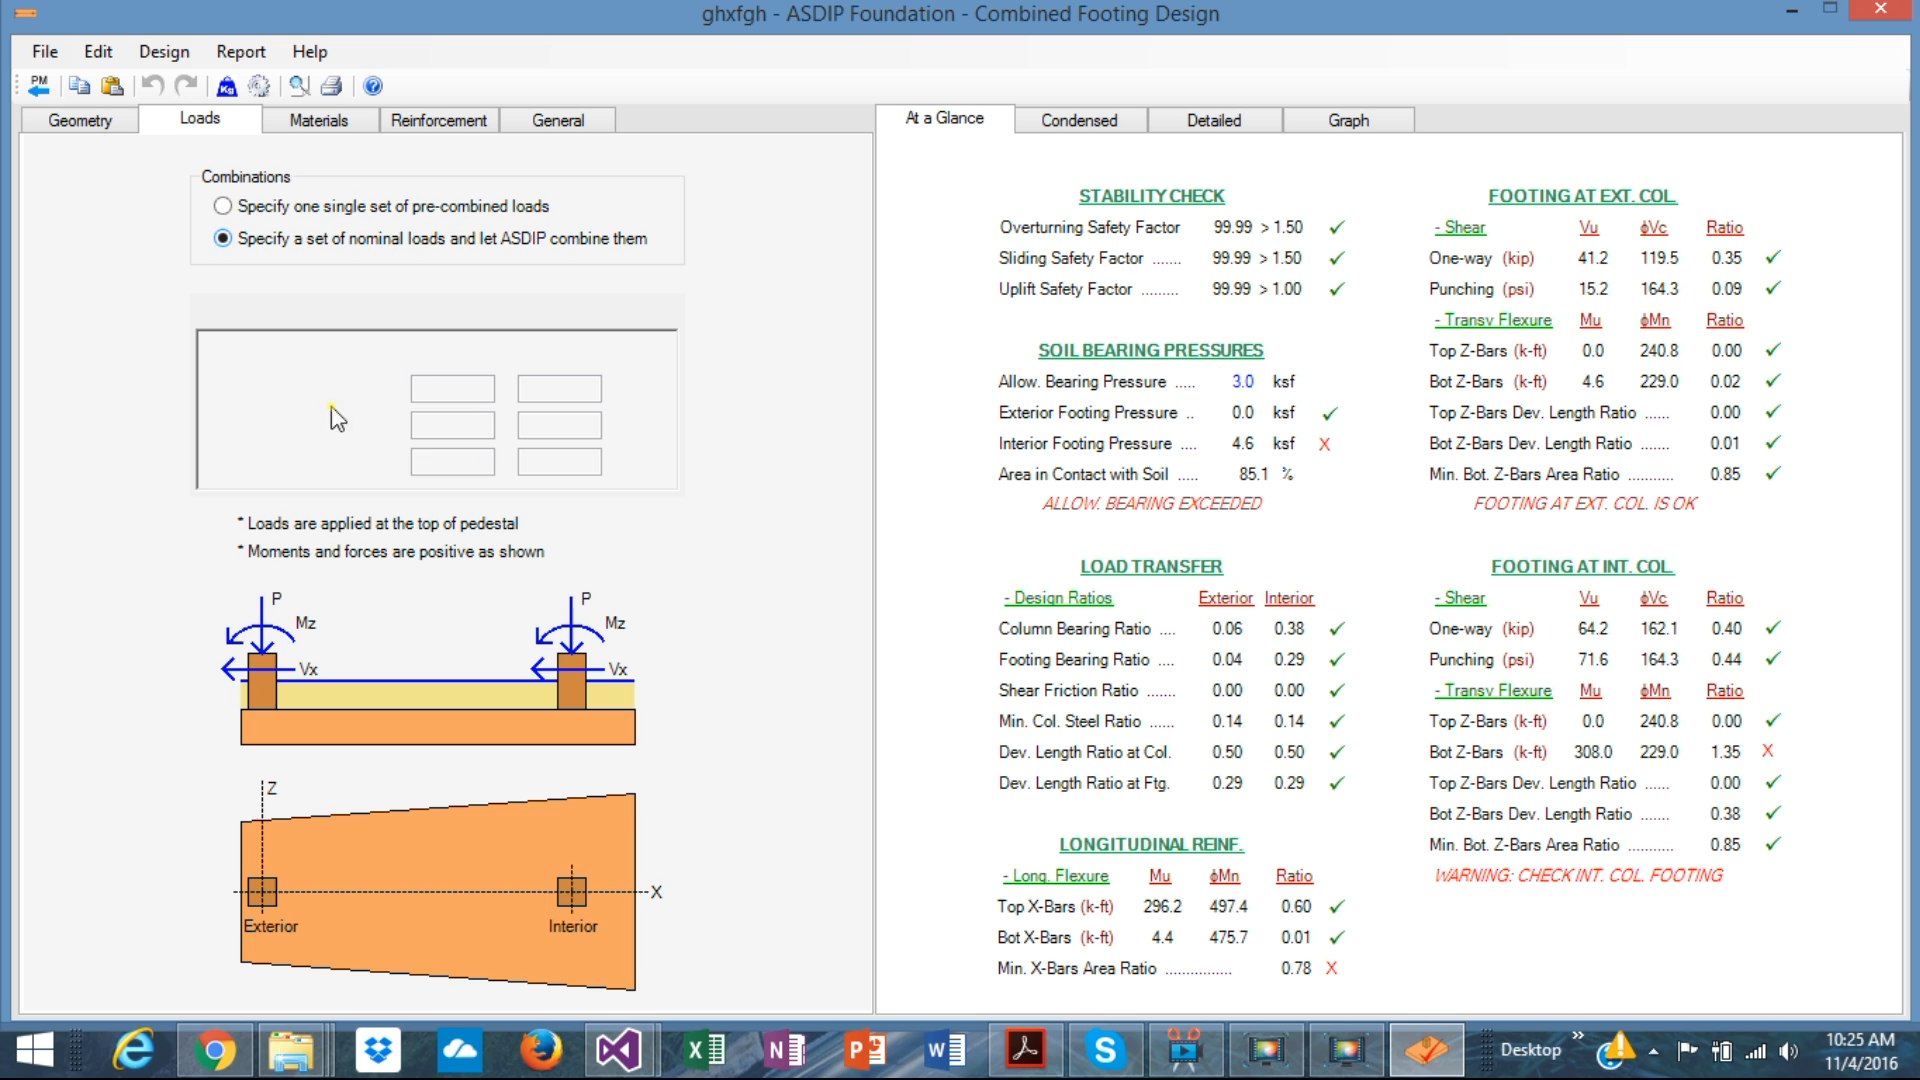 ghxfgh - ASDIP Foundation - Combined Footing Design
File Edit Design Report Help
PM Kg
Geometry Loads Materials Reinforcement General
At a Glance Condensed Detailed Graph
Combinations
Specify one single set of pre-combined loads
Specify a set of nominal loads and let ASDIP combine them
* Loads are applied at the top of pedestal
* Moments and forces are positive as shown
P P
Mz Mz
Vx Vx
Z
X
Exterior Interior
STABILITY CHECK
Overturning Safety Factor 99.99 > 1.50 ✓
Sliding Safety Factor ....... 99.99 > 1.50 ✓
Uplift Safety Factor ......... 99.99 > 1.00 ✓
SOIL BEARING PRESSURES
Allow. Bearing Pressure ..... 3.0 ksf
Exterior Footing Pressure .. 0.0 ksf ✓
Interior Footing Pressure .... 4.6 ksf X
Area in Contact with Soil ..... 85.1 %
ALLOW. BEARING EXCEEDED
LOAD TRANSFER
- Design Ratios Exterior Interior
Column Bearing Ratio .... 0.06 0.38 ✓
Footing Bearing Ratio .... 0.04 0.29 ✓
Shear Friction Ratio ....... 0.00 0.00 ✓
Min. Col. Steel Ratio ...... 0.14 0.14 ✓
Dev. Length Ratio at Col. 0.50 0.50 ✓
Dev. Length Ratio at Ftg. 0.29 0.29 ✓
LONGITUDINAL REINF.
- Long. Flexure Mu ϕMn Ratio
Top X-Bars (k-ft) 296.2 497.4 0.60 ✓
Bot X-Bars (k-ft) 4.4 475.7 0.01 ✓
Min. X-Bars Area Ratio ................ 0.78 X
FOOTING AT EXT. COL.
- Shear Vu ϕVc Ratio
One-way (kip) 41.2 119.5 0.35 ✓
Punching (psi) 15.2 164.3 0.09 ✓
- Transv Flexure Mu ϕMn Ratio
Top Z-Bars (k-ft) 0.0 240.8 0.00 ✓
Bot Z-Bars (k-ft) 4.6 229.0 0.02 ✓
Top Z-Bars Dev. Length Ratio ...... 0.00 ✓
Bot Z-Bars Dev. Length Ratio ....... 0.01 ✓
Min. Bot. Z-Bars Area Ratio ........... 0.85 ✓
FOOTING AT EXT. COL. IS OK
FOOTING AT INT. COL.
- Shear Vu ϕVc Ratio
One-way (kip) 64.2 162.1 0.40 ✓
Punching (psi) 71.6 164.3 0.44 ✓
- Transv Flexure Mu ϕMn Ratio
Top Z-Bars (k-ft) 0.0 240.8 0.00 ✓
Bot Z-Bars (k-ft) 308.0 229.0 1.35 X
Top Z-Bars Dev. Length Ratio ...... 0.00 ✓
Bot Z-Bars Dev. Length Ratio ....... 0.38 ✓
Min. Bot. Z-Bars Area Ratio ........... 0.85 ✓
WARNING: CHECK INT. COL. FOOTING
Desktop
10:25 AM
11/4/2016